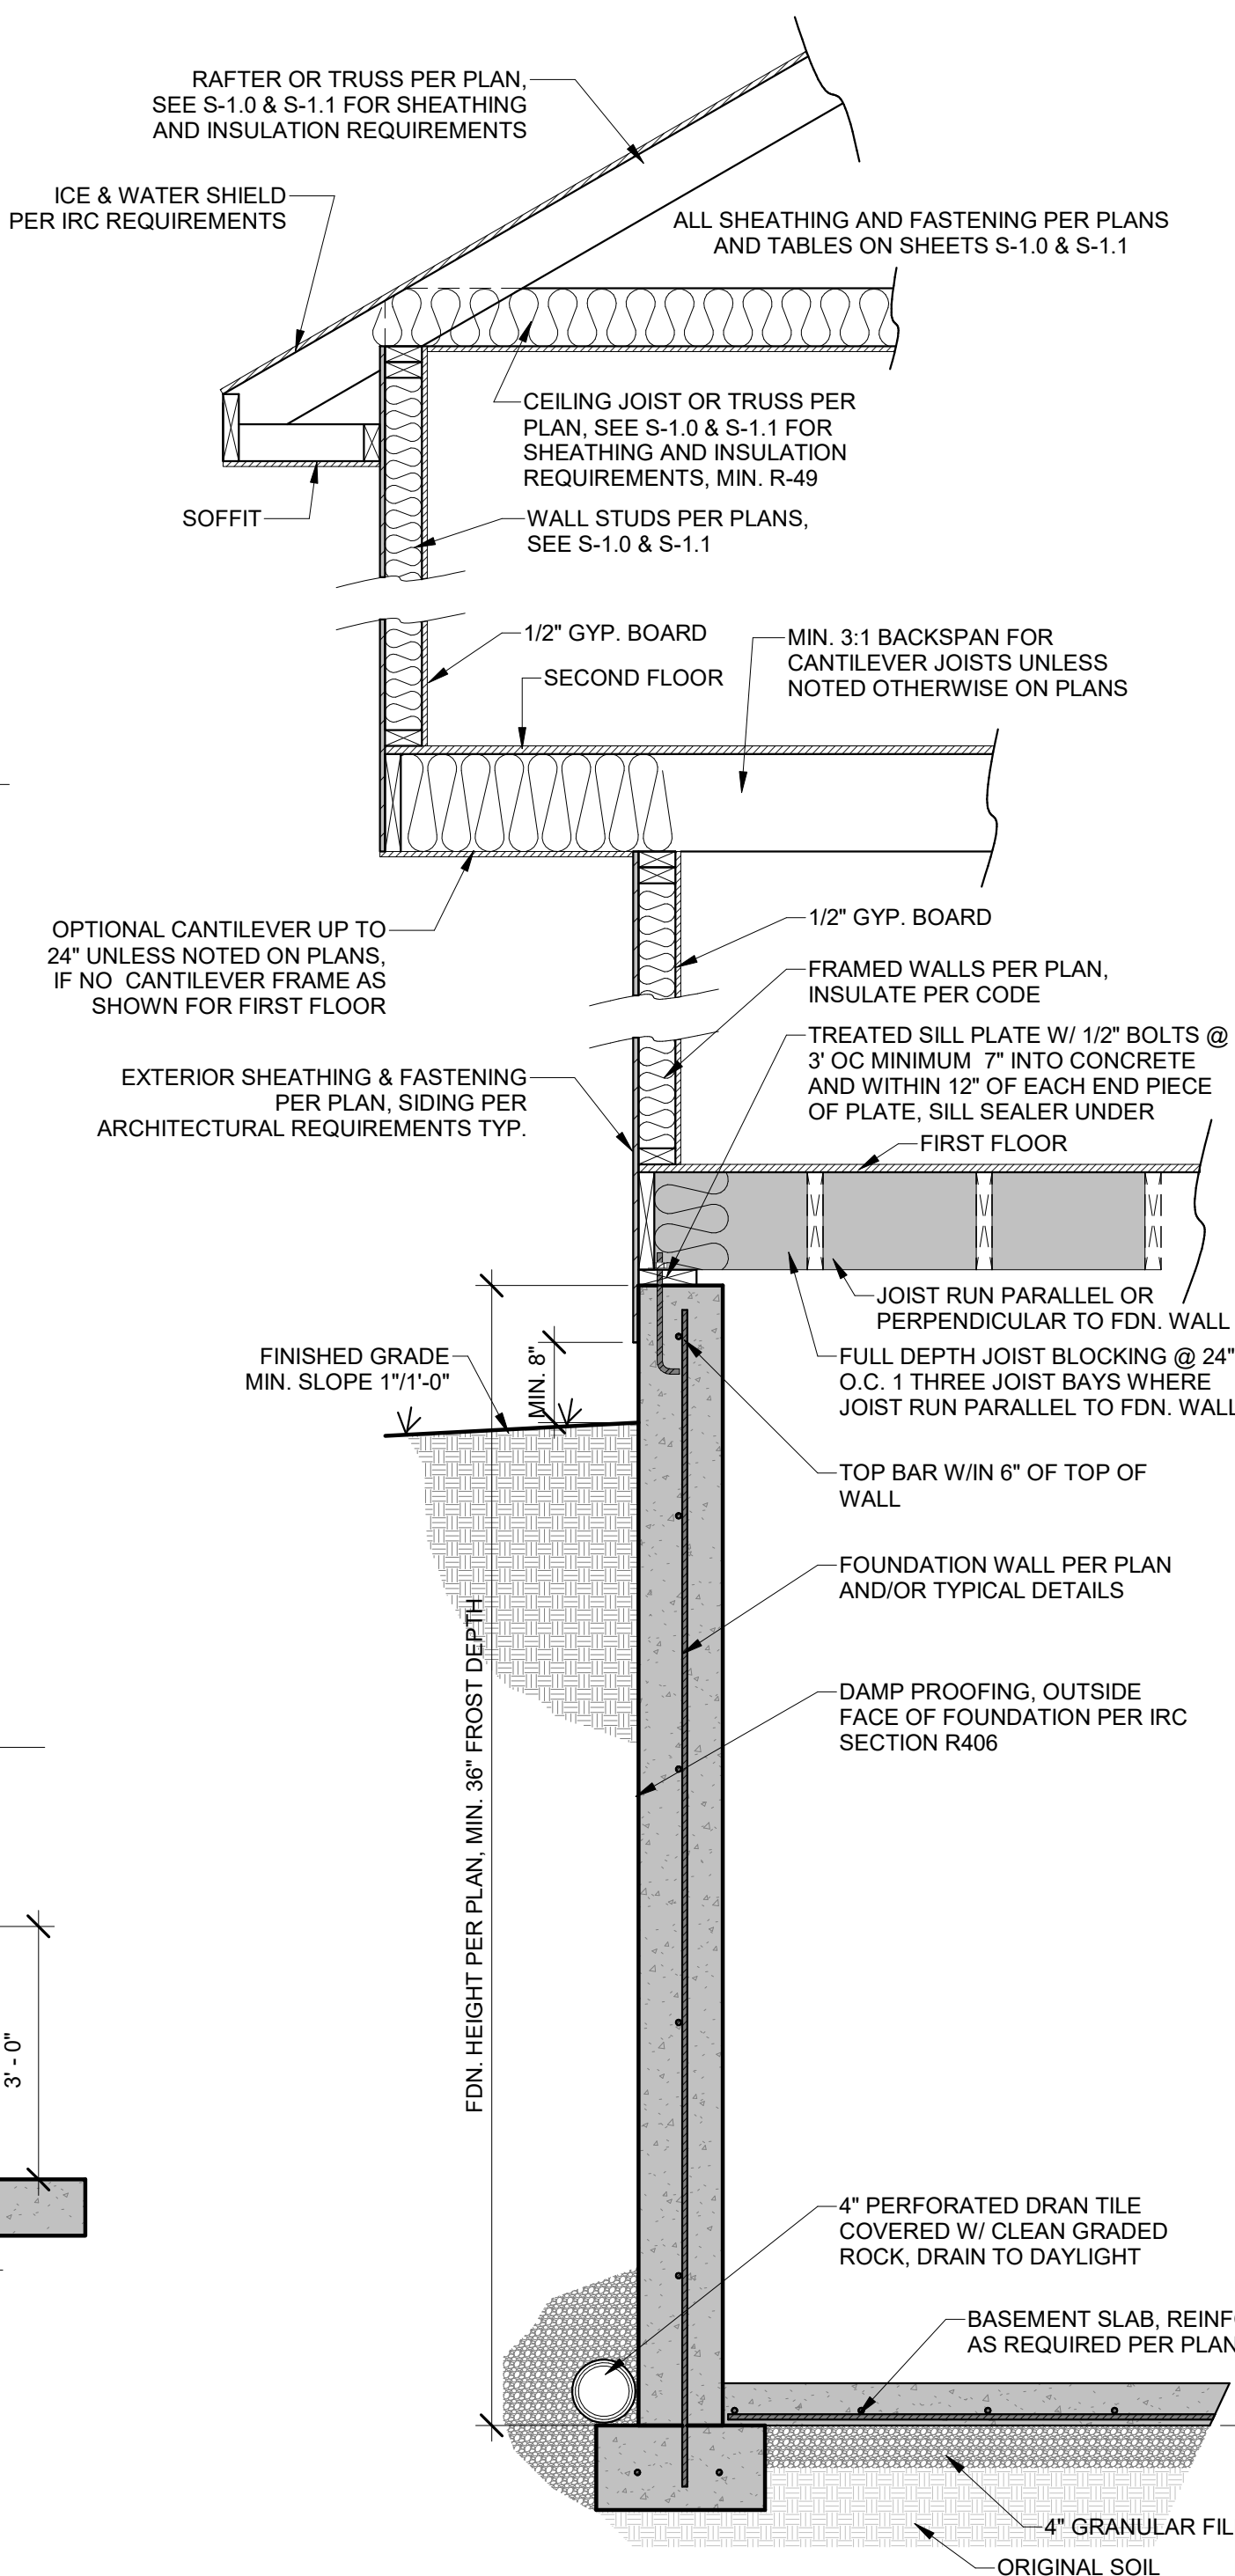 RAFTER OR TRUSS PER PLAN,
SEE S-1.0 & S-1.1 FOR SHEATHING
AND INSULATION REQUIREMENTS
ICE & WATER SHIELD
PER IRC REQUIREMENTS
ALL SHEATHING AND FASTENING PER PLANS
AND TABLES ON SHEETS S-1.0 & S-1.1
CEILING JOIST OR TRUSS PER
PLAN, SEE S-1.0 & S-1.1 FOR
SHEATHING AND INSULATION
REQUIREMENTS, MIN. R-49
SOFFIT
WALL STUDS PER PLANS,
SEE S-1.0 & S-1.1
1/2" GYP. BOARD
SECOND FLOOR
MIN. 3:1 BACKSPAN FOR
CANTILEVER JOISTS UNLESS
NOTED OTHERWISE ON PLANS
OPTIONAL CANTILEVER UP TO
24" UNLESS NOTED ON PLANS,
IF NO CANTILEVER FRAME AS
SHOWN FOR FIRST FLOOR
1/2" GYP. BOARD
FRAMED WALLS PER PLAN,
INSULATE PER CODE
TREATED SILL PLATE W/ 1/2" BOLTS @
3' OC MINIMUM 7" INTO CONCRETE
AND WITHIN 12" OF EACH END PIECE
OF PLATE, SILL SEALER UNDER
EXTERIOR SHEATHING & FASTENING
PER PLAN, SIDING PER
ARCHITECTURAL REQUIREMENTS TYP.
FIRST FLOOR
JOIST RUN PARALLEL OR
PERPENDICULAR TO FDN. WALL
FINISHED GRADE
MIN. SLOPE 1"/1'-0"
MIN. 8"
FULL DEPTH JOIST BLOCKING @ 24"
O.C. 1 THREE JOIST BAYS WHERE
JOIST RUN PARALLEL TO FDN. WALL
TOP BAR W/IN 6" OF TOP OF
WALL
FOUNDATION WALL PER PLAN
AND/OR TYPICAL DETAILS
FDN. HEIGHT PER PLAN, MIN. 36" FROST DEPTH
DAMP PROOFING, OUTSIDE
FACE OF FOUNDATION PER IRC
SECTION R406
3' - 0"
4" PERFORATED DRAN TILE
COVERED W/ CLEAN GRADED
ROCK, DRAIN TO DAYLIGHT
BASEMENT SLAB, REINF
AS REQUIRED PER PLAN
4" GRANULAR FIL
ORIGINAL SOIL